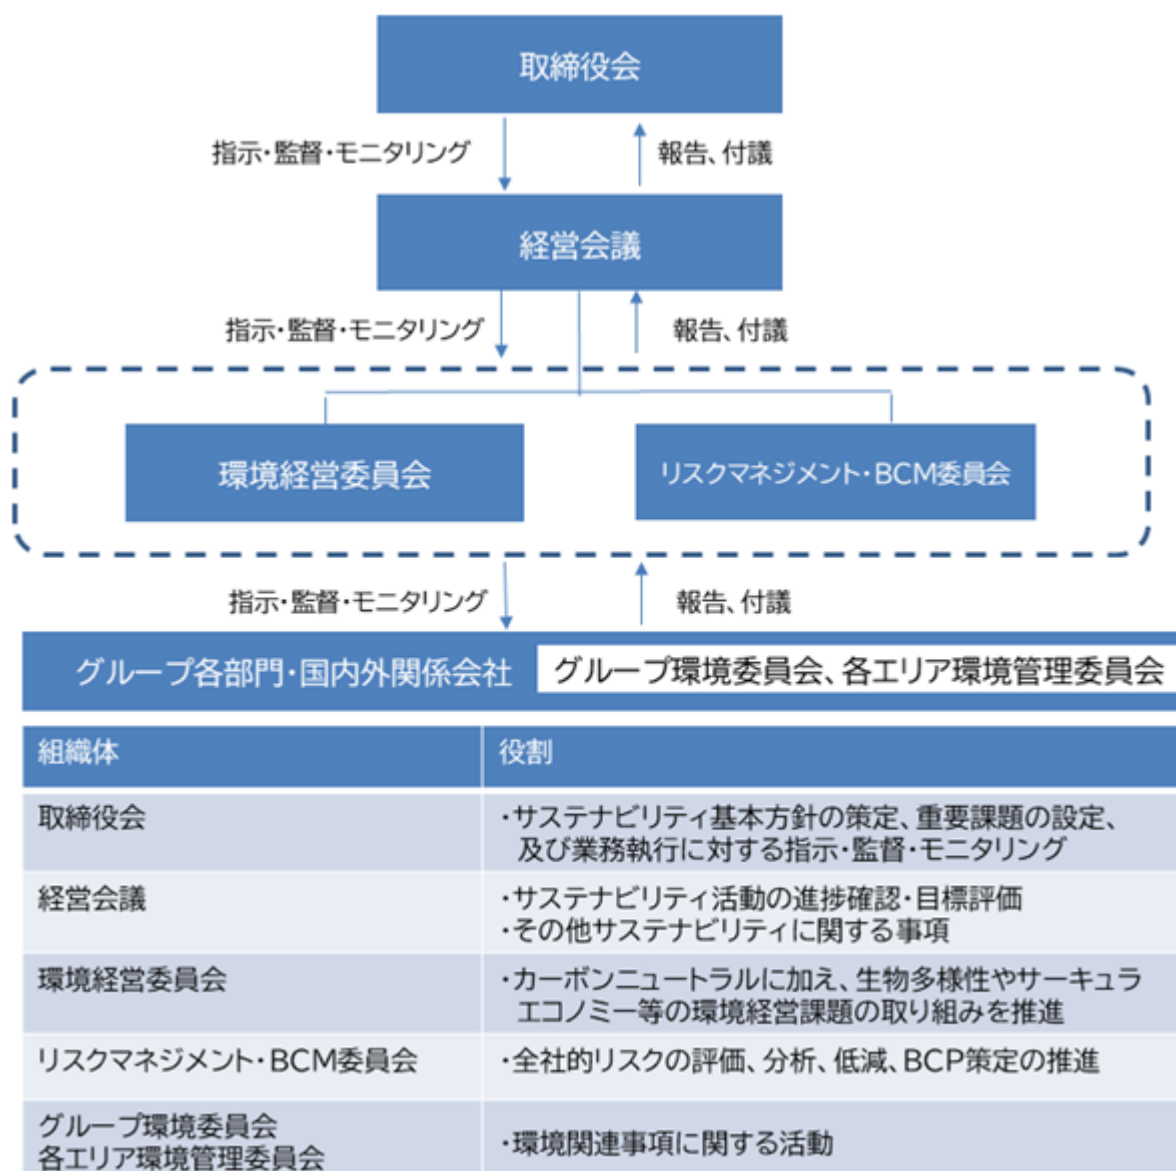 取締役会
指示・監督・モニタリング
報告、付議
経営会議
指示・監督・モニタリング
報告、付議
環境経営委員会
リスクマネジメント・BCM委員会
指示・監督・モニタリング
報告、付議
グループ各部門・国内外関係会社
グループ環境委員会、各エリア環境管理委員会
組織体
役割
取締役会
・サステナビリティ基本方針の策定、重要課題の設定、
及び業務執行に対する指示・監督・モニタリング
経営会議
・サステナビリティ活動の進捗確認・目標評価
・その他サステナビリティに関する事項
環境経営委員会
・カーボンニュートラルに加え、生物多様性やサーキュラ
エコノミー等の環境経営課題の取り組みを推進
リスクマネジメント・BCM委員会
・全社的リスクの評価、分析、低減、BCP策定の推進
グループ環境委員会
各エリア環境管理委員会
・環境関連事項に関する活動